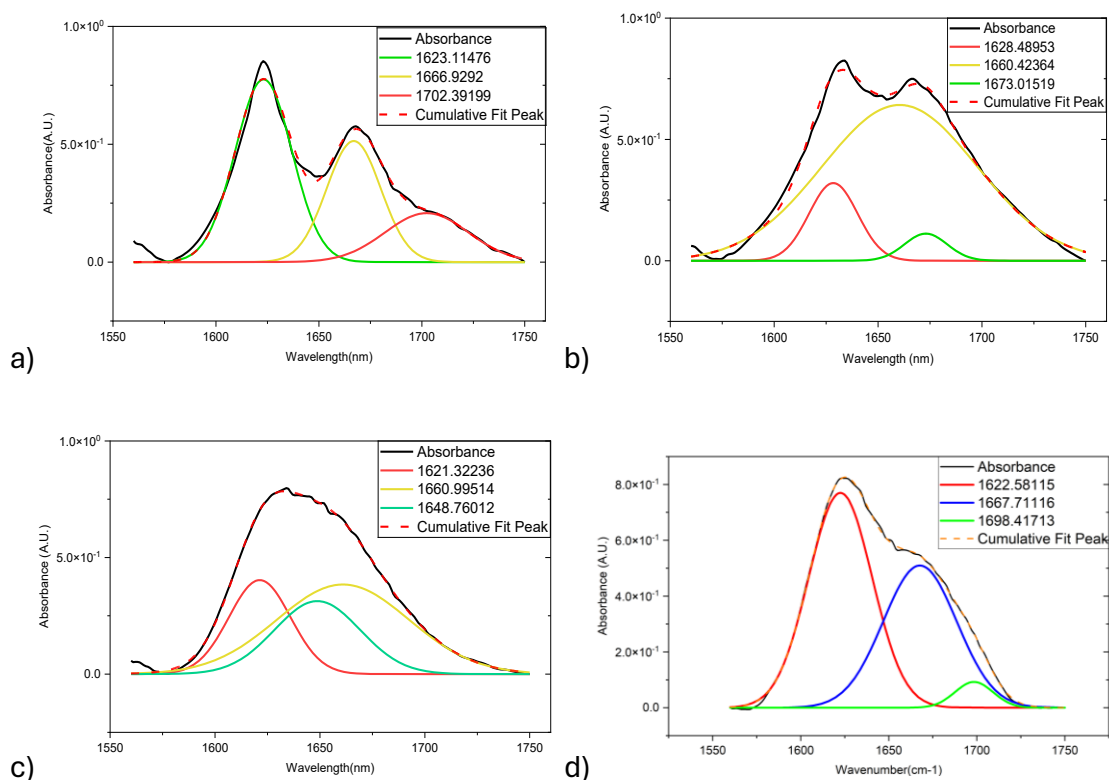 1.0×10⁰
5.0×10⁻¹
0.0
Absorbance(A.U.)
Absorbance
1623.11476
1666.9292
1702.39199
Cumulative Fit Peak
1550 1600 1650 1700 1750
Wavelength(nm)
a)
1.0×10⁰
5.0×10⁻¹
0.0
Absorbance (A.U.)
Absorbance
1628.48953
1660.42364
1673.01519
Cumulative Fit Peak
1550 1600 1650 1700 1750
Wavelength (nm)
b)
1.0×10⁰
5.0×10⁻¹
0.0
Absorbance (A.U.)
Absorbance
1621.32236
1660.99514
1648.76012
Cumulative Fit Peak
1550 1600 1650 1700 1750
Wavelength(nm)
c)
8.0×10⁻¹
6.0×10⁻¹
4.0×10⁻¹
2.0×10⁻¹
0.0
Absorbance (A.U.)
Absorbance
1622.58115
1667.71116
1698.41713
Cumulative Fit Peak
1550 1600 1650 1700 1750
Wavenumber(cm-1)
d)